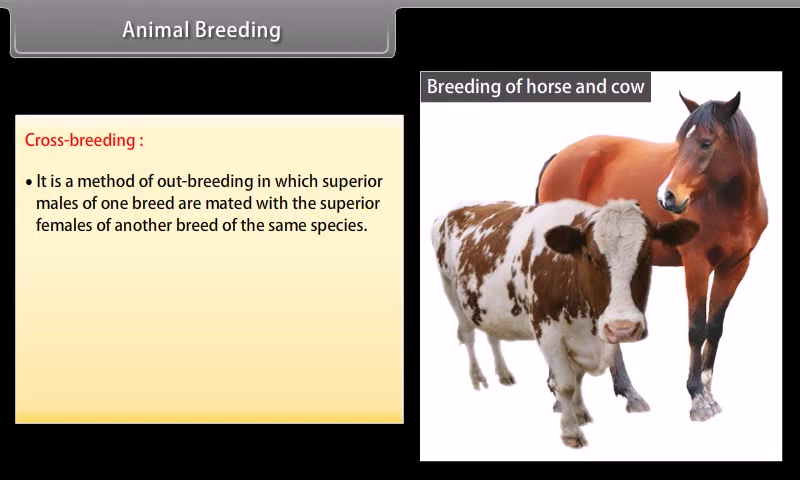 Animal Breeding
Cross-breeding :
• It is a method of out-breeding in which superior
males of one breed are mated with the superior
females of another breed of the same species.
Breeding of horse and cow